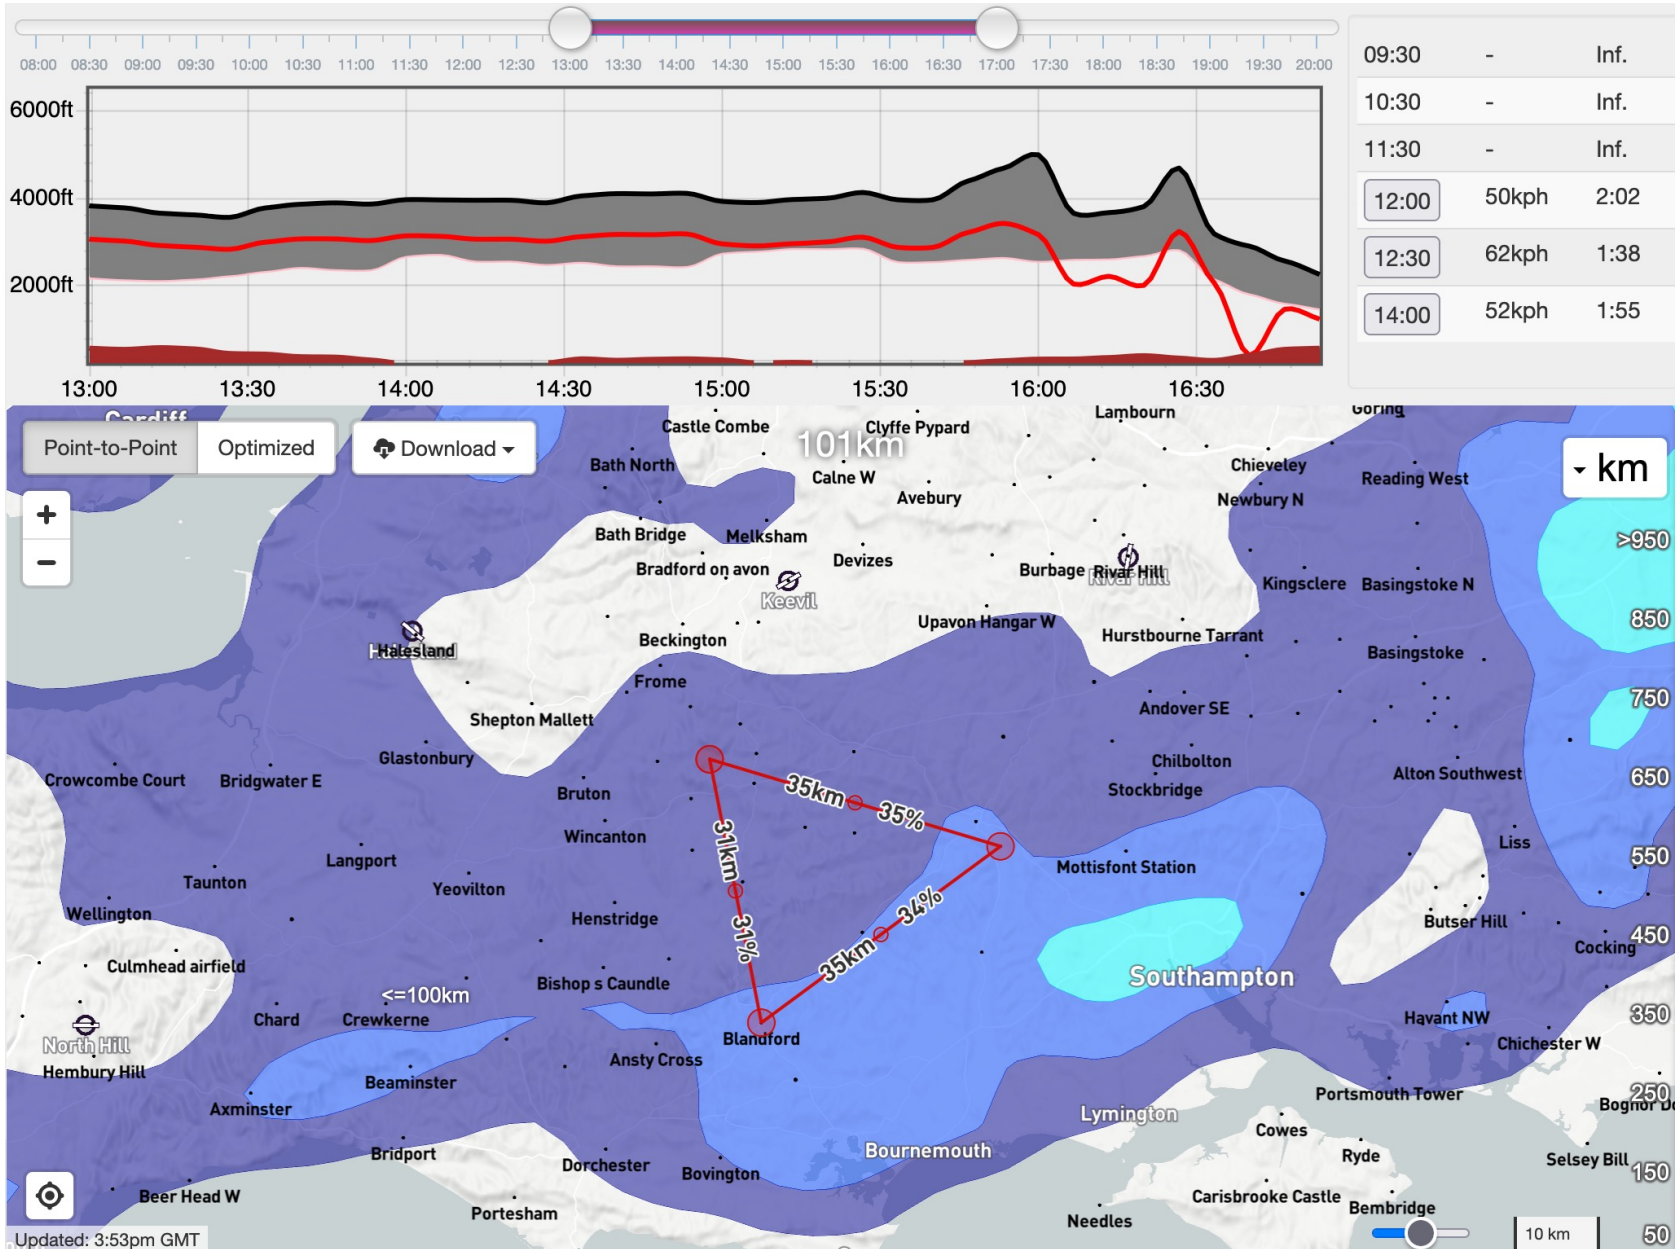 08:00 08:30 09:00 09:30 10:00 10:30 11:00 11:30 12:00 12:30 13:00 13:30 14:00 14:30 15:00 15:30 16:00 16:30 17:00 17:30 18:00 18:30 19:00 19:30 20:00
09:30 - Inf.
10:30 - Inf.
11:30 - Inf.
12:00 50kph 2:02
12:30 62kph 1:38
14:00 52kph 1:55
6000ft
4000ft
2000ft
13:00 13:30 14:00 14:30 15:00 15:30 16:00 16:30
Cardiff
Point-to-Point Optimized Download
+
−
km
101km
Castle Combe
Clyffe Pypard
Lambourn
Goring
Bath North
Calne W
Avebury
Chieveley
Newbury N
Reading West
Bath Bridge
Melksham
Devizes
>950
Bradford on avon
Keevil
Burbage
Rivar Hill
Rivar Hill
Kingsclere
Basingstoke N
850
Upavon Hangar W
Hurstbourne Tarrant
Beckington
Halesland
Halesland
Basingstoke
Frome
750
Shepton Mallett
Andover SE
Glastonbury
Chilbolton
Crowcombe Court
Bridgwater E
Alton Southwest
650
Bruton
35km
35%
Stockbridge
Wincanton
31km
31%
Liss
550
Langport
Mottisfont Station
Taunton
Yeovilton
Wellington
Henstridge
34%
35km
Butser Hill
450
Cocking
Culmhead airfield
Bishop s Caundle
Southampton
<=100km
Chard
Crewkerne
Havant NW
350
North Hill
Blandford
Chichester W
Hembury Hill
Ansty Cross
Beaminster
Portsmouth Tower
250
Axminster
Lymington
Bognor
Cowes
Bridport
Bournemouth
Ryde
Selsey Bill
150
Dorchester
Bovington
Beer Head W
Carisbrooke Castle
Bembridge
Portesham
Needles
Updated: 3:53pm GMT
10 km
50